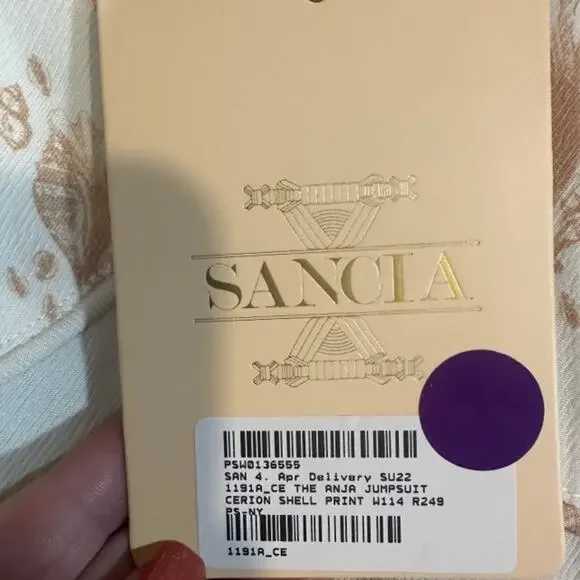 SANCIA
PSW0136555
SAN 4. Apr Delivery SU22
1191A_CE THE ANJA JUMPSUIT
CERION SHELL PRINT W114 R249
PS-NY
1191A_CE